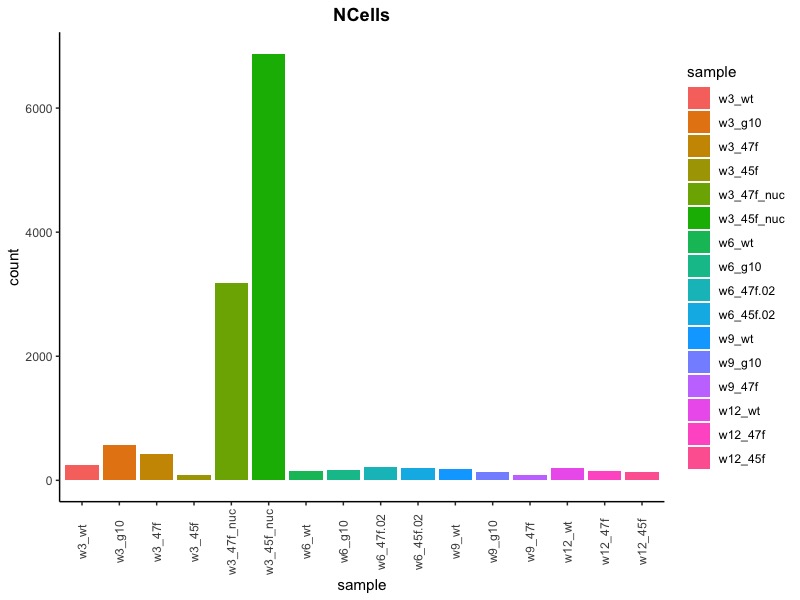 NCells
6000
4000
2000
0
count
w3_wt
w3_g10
w3_47f
w3_45f
w3_47f_nuc
w3_45f_nuc
w6_wt
w6_g10
w6_47f.02
w6_45f.02
w9_wt
w9_g10
w9_47f
w12_wt
w12_47f
w12_45f
sample
sample
w3_wt
w3_g10
w3_47f
w3_45f
w3_47f_nuc
w3_45f_nuc
w6_wt
w6_g10
w6_47f.02
w6_45f.02
w9_wt
w9_g10
w9_47f
w12_wt
w12_47f
w12_45f